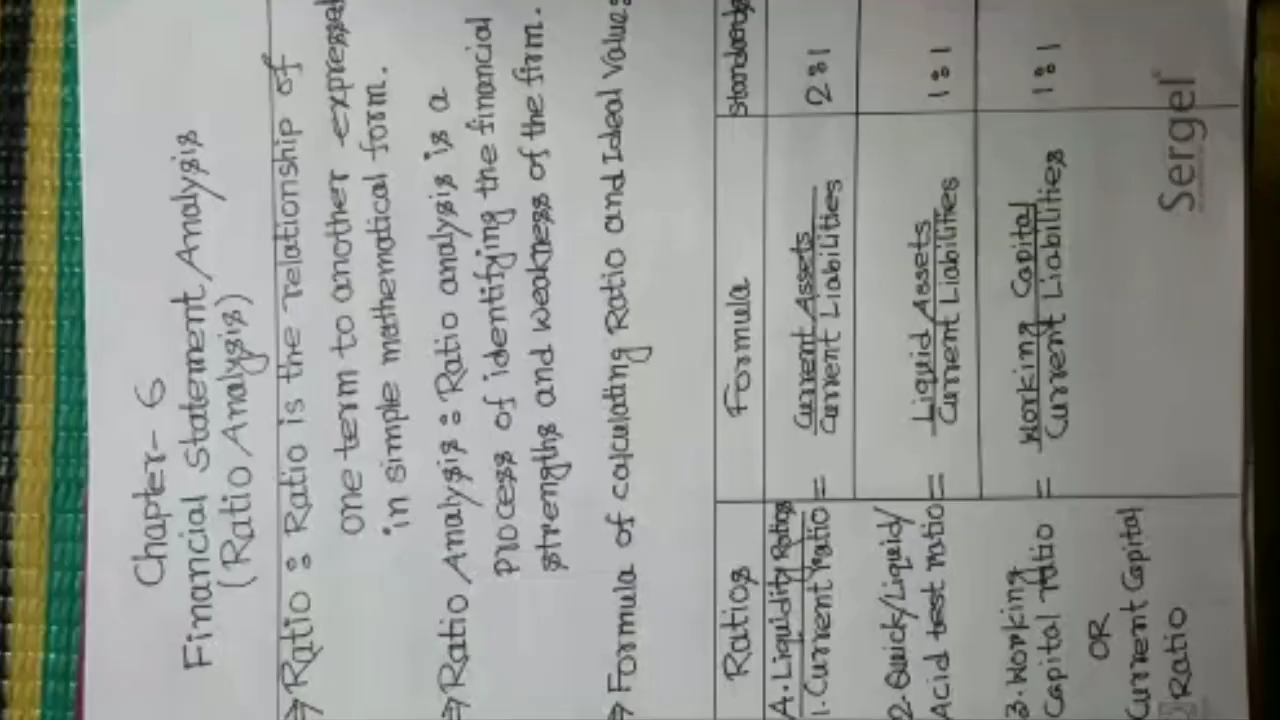 Chapter-6
Financial Statement Analysis
(Ratio Analysis)
⇒ Ratio : Ratio is the relationship of
one term to another expressed
in simple mathematical form.
⇒ Ratio Analysis : Ratio analysis is a
process of identifying the financial
strengths and weakness of the firm.
⇒ Formula of calculating Ratio and Ideal Value:
Ratios Formula Standards
A. Liquidity Ratios
1. Current Ratio = Current Assets / Current Liabilities 2:1
2. Quick/Liquid/
Acid test ratio = Liquid Assets / Current Liabilities 1:1
3. Working
Capital ratio = Working Capital / Current Liabilities 1:1
OR
Current Capital
Ratio
Sergel